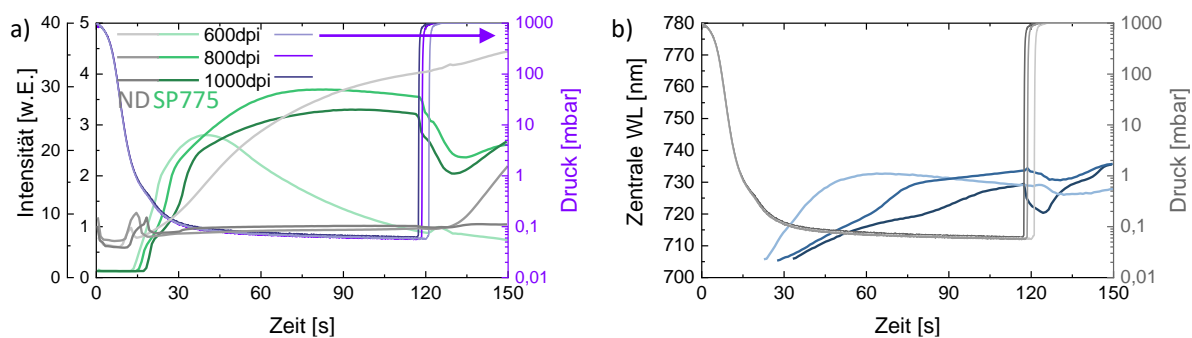 a)
40 5
4
30
3
20
2
10
1
0
Intensität [w.E.]
600dpi
800dpi
1000dpi
ND SP775
1000
100
10
1
0,1
0,01
Druck [mbar]
0 30 60 90 120 150
Zeit [s]
b)
780
770
760
750
740
730
720
710
700
Zentrale WL [nm]
1000
100
10
1
0,1
0,01
Druck [mbar]
0 30 60 90 120 150
Zeit [s]